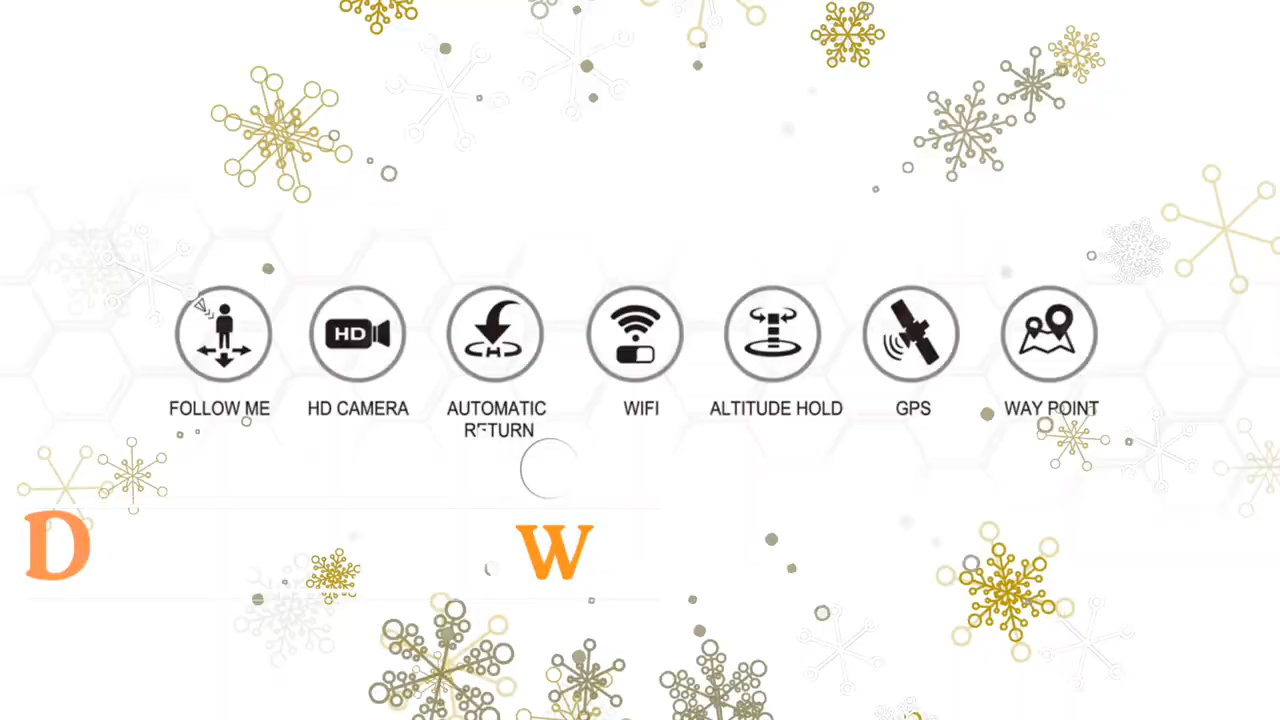 HD
H
FOLLOW ME HD CAMERA AUTOMATIC WIFI ALTITUDE HOLD GPS WAY POINT
RETURN
D W